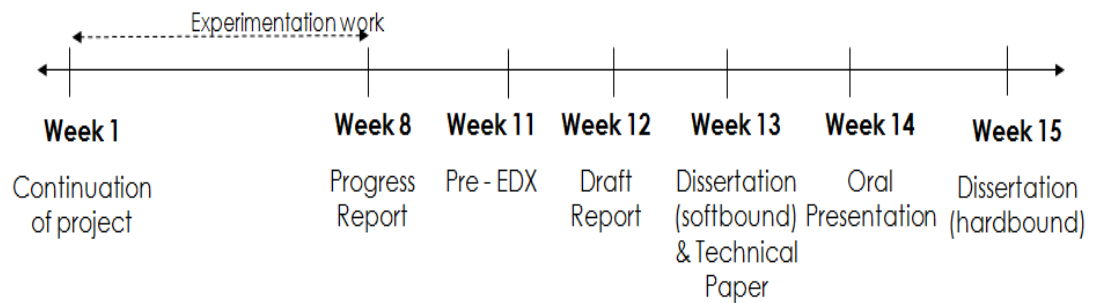 Experimentation work
Week 1
Week 8
Week 11
Week 12
Week 13
Week 14
Week 15
Continuation
of project
Progress
Report
Pre - EDX
Draft
Report
Dissertation
(softbound)
& Technical
Paper
Oral
Presentation
Dissertation
(hardbound)